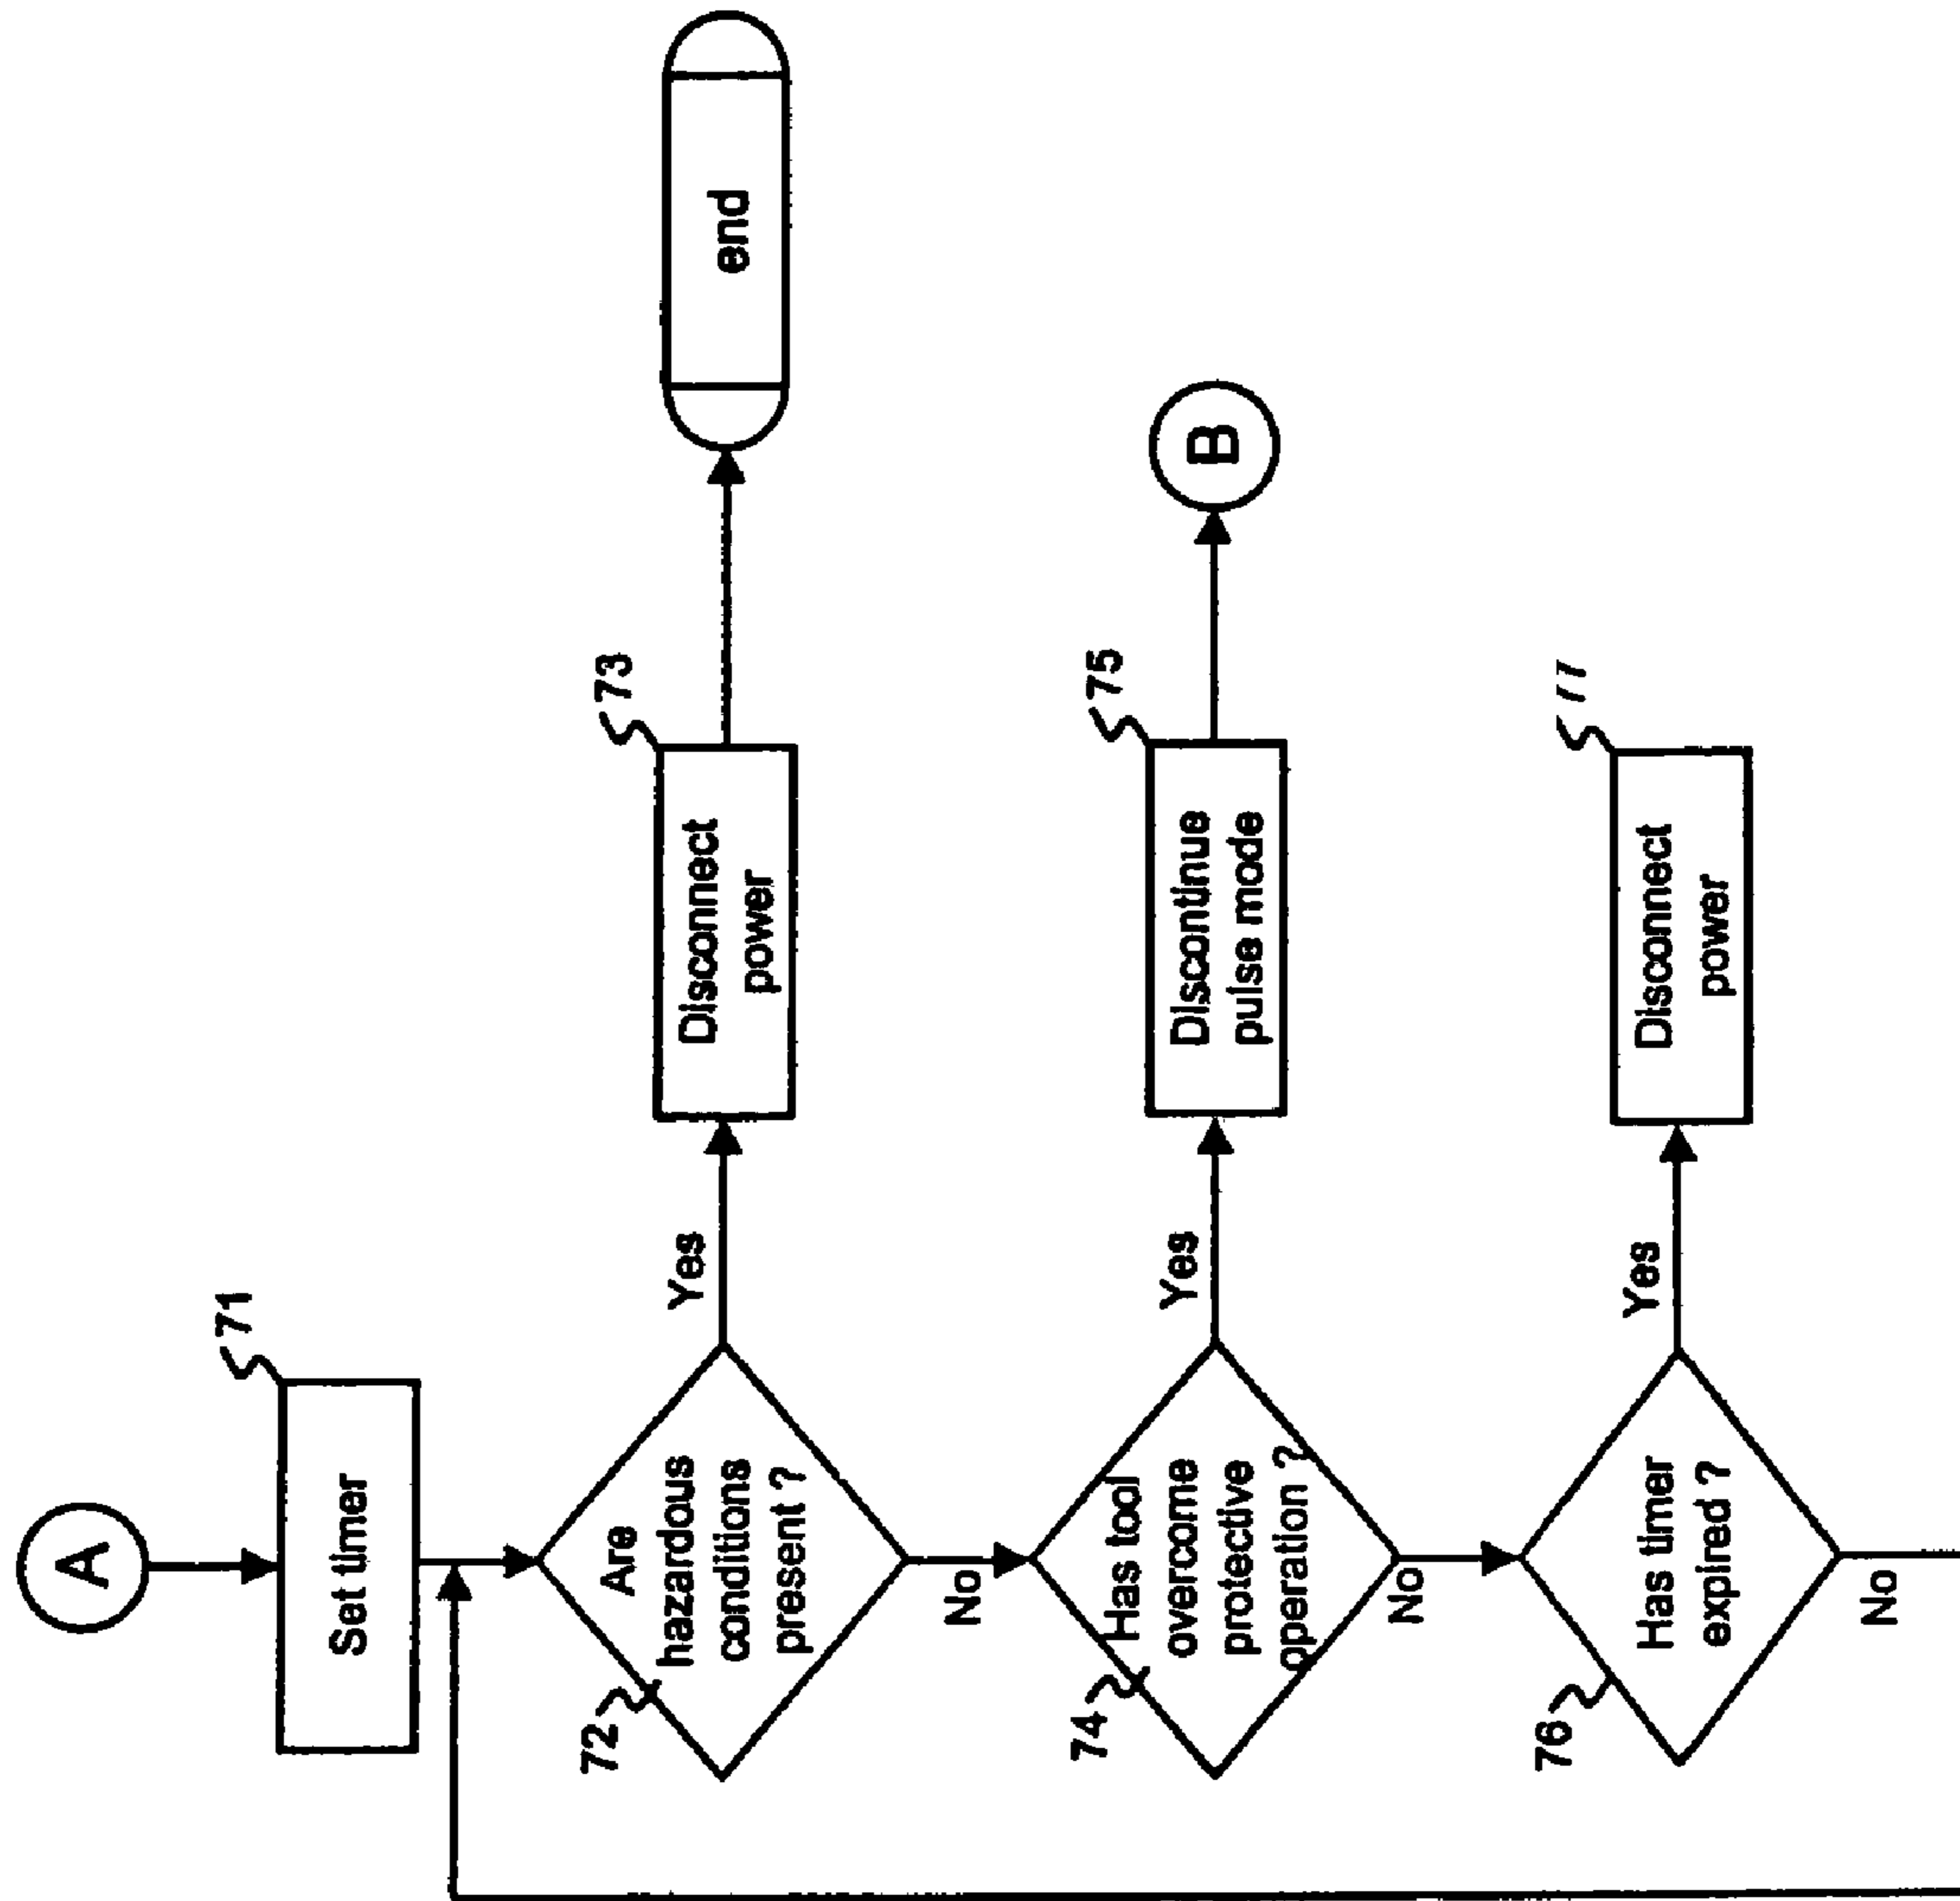 A
71
Set timer
72
Are
hazardous
conditions
present ?
Yes
73
Disconnect
power
end
No
74
Has tool
overcome
protective
operation ?
Yes
75
Discontinue
pulse mode
B
No
76
Has timer
expired ?
Yes
77
Disconnect
power
No